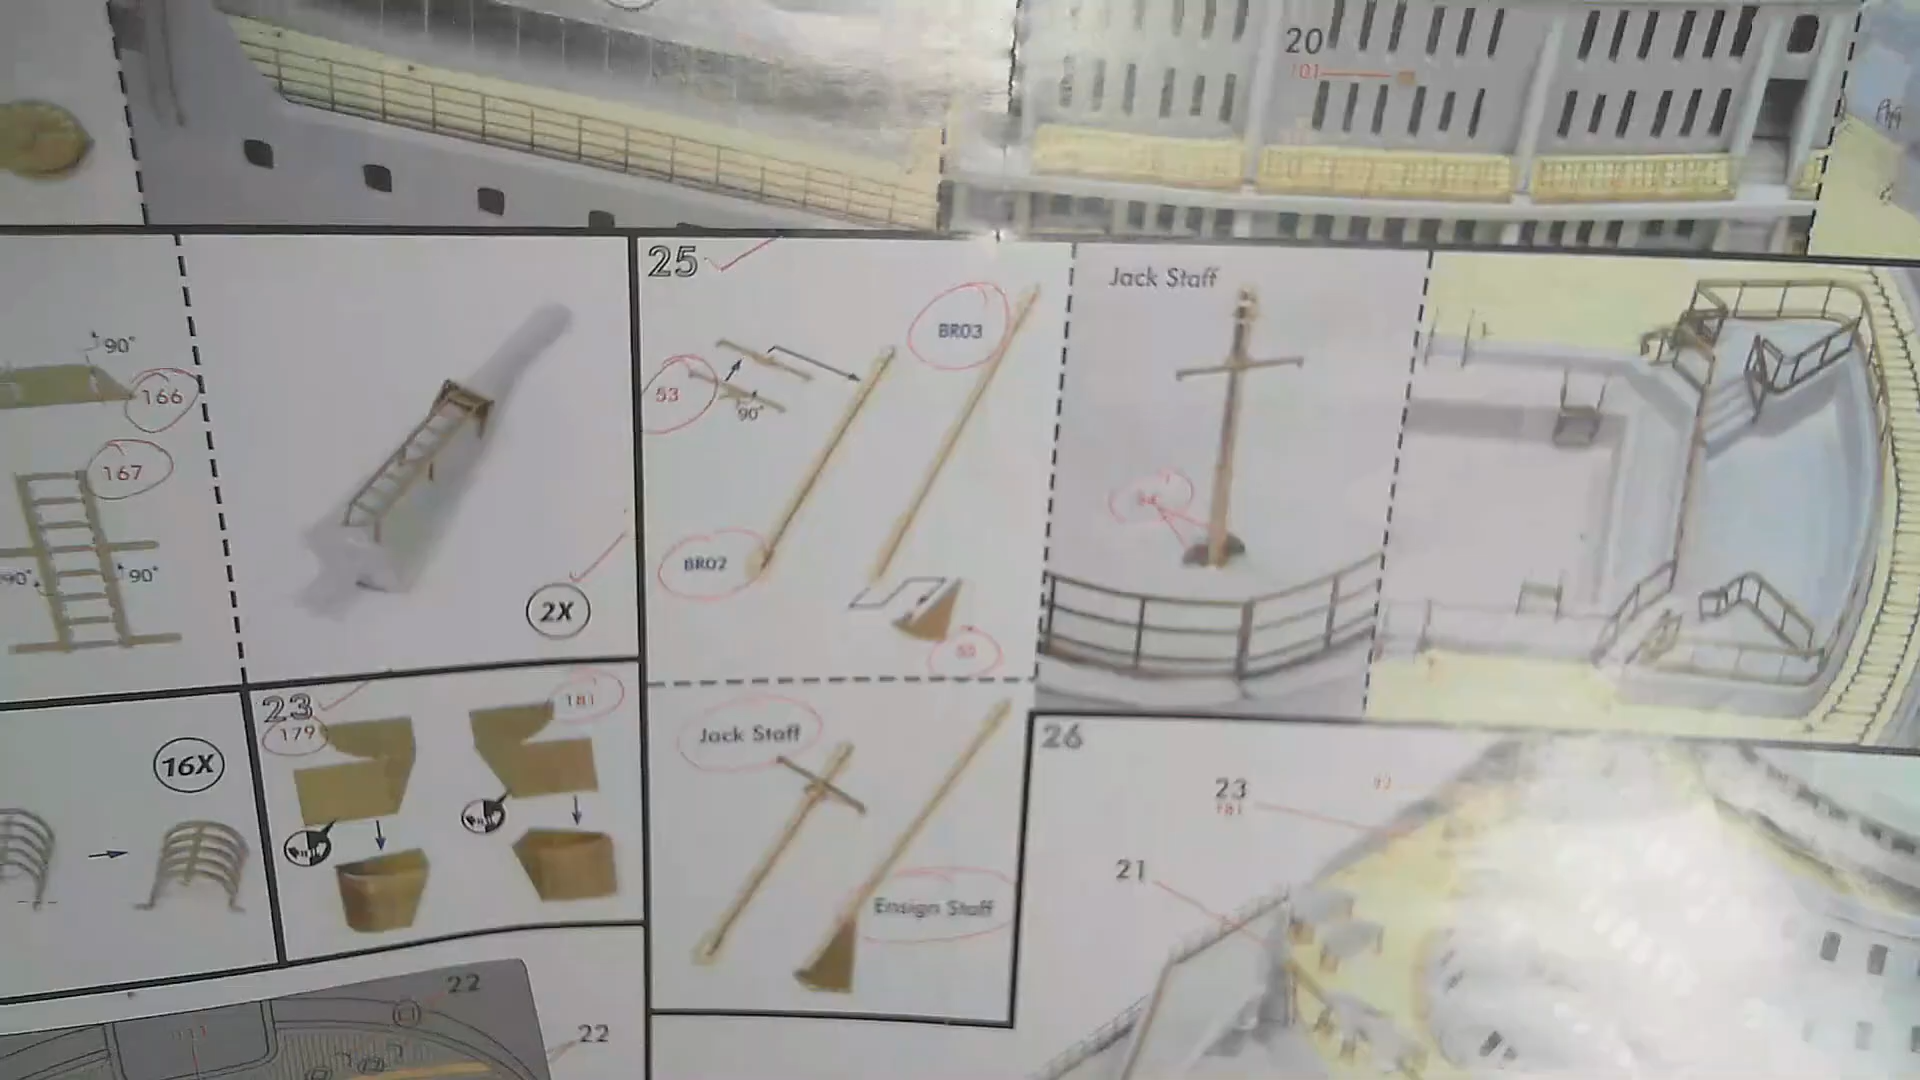 20
101
25
Jack Staff
BR03
90°
166
53
90°
167
90°
90°
BR02
2X
23
181
179
Jack Staff
26
16X
23
181
21
Ensign Staff
22
22